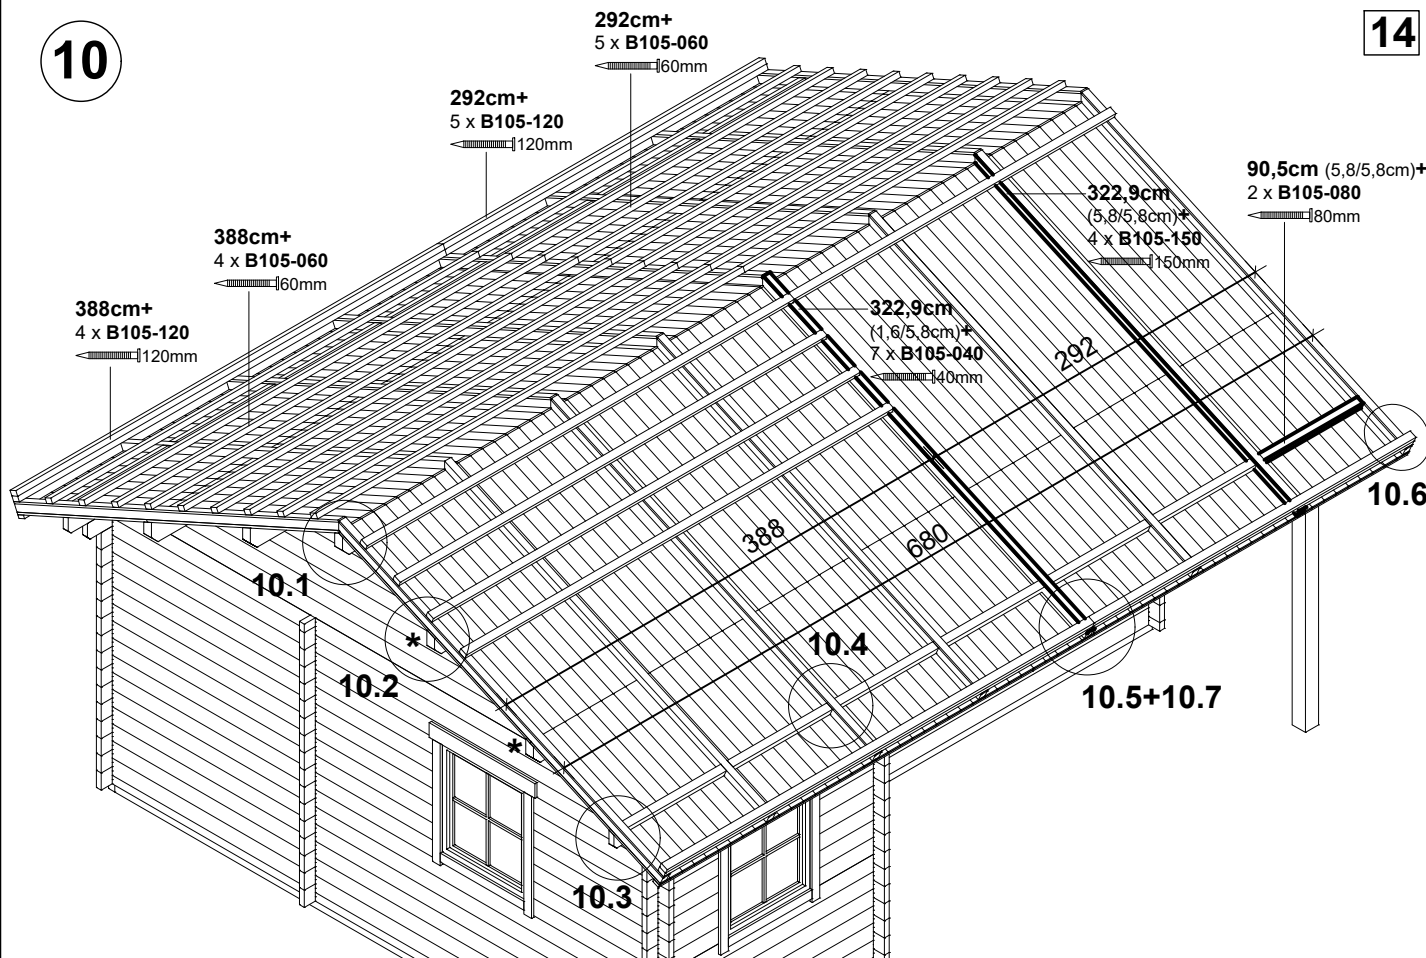 10
14
292cm+
5 x B105-060
60mm
292cm+
5 x B105-120
120mm
388cm+
4 x B105-060
60mm
388cm+
4 x B105-120
120mm
90,5cm (5,8/5,8cm)+
2 x B105-080
80mm
322,9cm
(5,8/5,8cm)+
4 x B105-150
150mm
322,9cm
(1,6/5,8cm)+
7 x B105-040
40mm
292
388
680
10.1
*
10.2
*
10.3
10.4
10.5+10.7
10.6